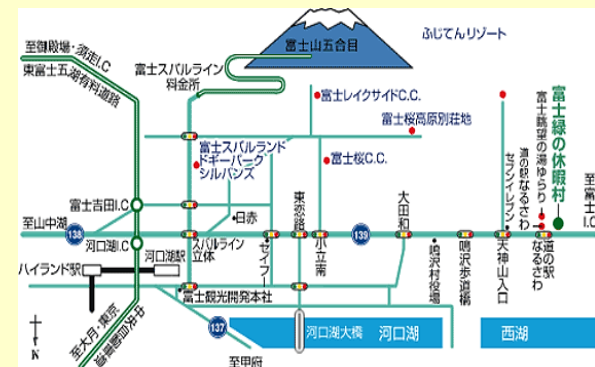 至御殿場・須走I.C
東富士五湖有料道路
富士スバルライン
料金所
富士山五合目
ふじてんリゾート
富士レイクサイドC.C.
富士桜高原別荘地
富士桜C.C.
富士スバルランド
ドギーパーク
シルバンズ
富士緑の休暇村
富士眺望の湯ゆらり
道の駅なるさわ
セブンイレブン
至富士I.C
富士吉田I.C
至山中湖
138
河口湖I.C
日赤
スバルライン
立体
セイフー
東恋路
小立南
139
大田和
鳴沢村役場
鳴沢歩道橋
天神山入口
道の駅
なるさわ
ハイランド駅
河口湖駅
富士観光開発本社
中央自動車道
至大月・東京
137
至甲府
河口湖大橋
河口湖
西湖
N